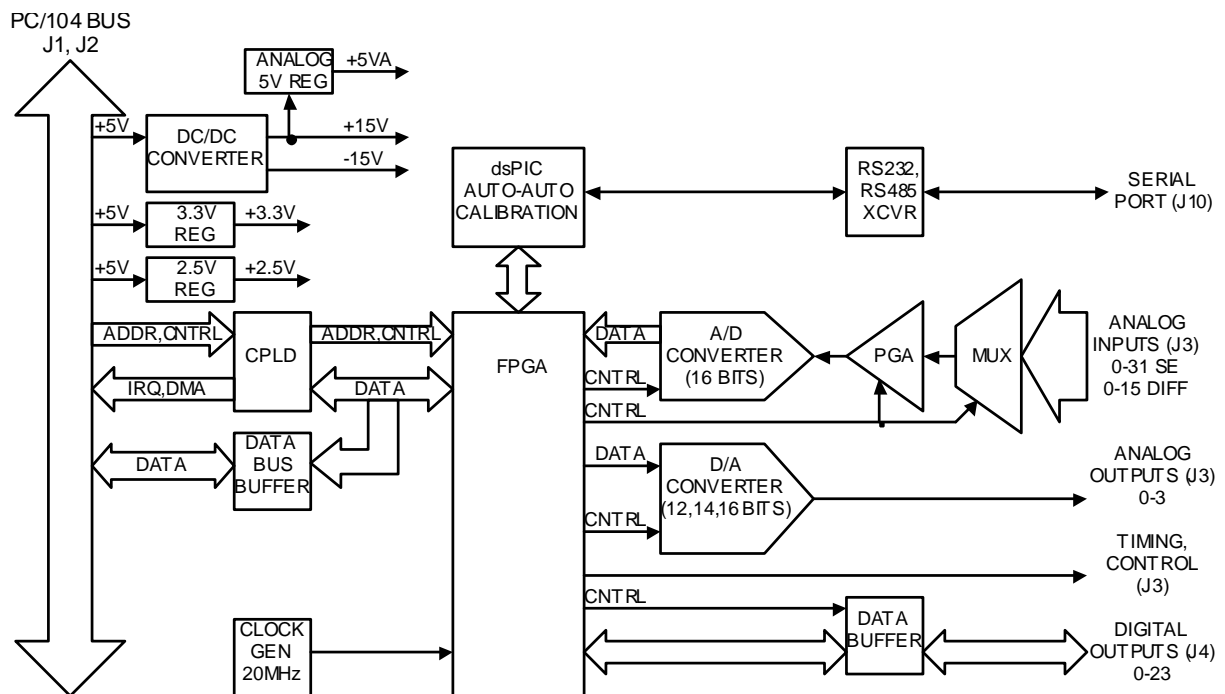 PC/104 BUS
J1, J2
ANALOG
5V REG
+5VA
+5V
DC/DC
CONVERTER
+15V
-15V
+5V
3.3V
REG
+3.3V
+5V
2.5V
REG
+2.5V
dsPIC
AUTO-AUTO
CALIBRATION
RS232,
RS485
XCVR
SERIAL
PORT (J10)
ADDR,CNTRL
CPLD
ADDR,CNTRL
IRQ,DMA
DATA
DATA
DATA
BUS
BUFFER
FPGA
DATA
A/D
CONVERTER
(16 BITS)
CNTRL
CNTRL
PGA
MUX
ANALOG
INPUTS (J3)
0-31 SE
0-15 DIFF
DATA
D/A
CONVERTER
(12,14,16 BITS)
CNTRL
ANALOG
OUTPUTS (J3)
0-3
TIMING,
CONTROL
(J3)
CNTRL
DATA
BUFFER
DIGITAL
OUTPUTS (J4)
0-23
CLOCK
GEN
20MHz